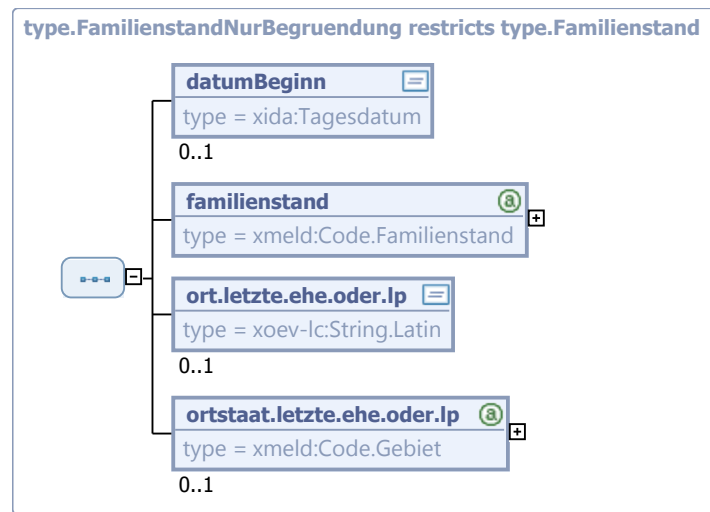 type.FamilienstandNurBegruendung restricts type.Familienstand
datumBeginn
type = xida:Tagesdatum
0..1
familienstand
type = xmeld:Code.Familienstand
ort.letzte.ehe.oder.lp
type = xoev-lc:String.Latin
0..1
ortstaat.letzte.ehe.oder.lp
type = xmeld:Code.Gebiet
0..1